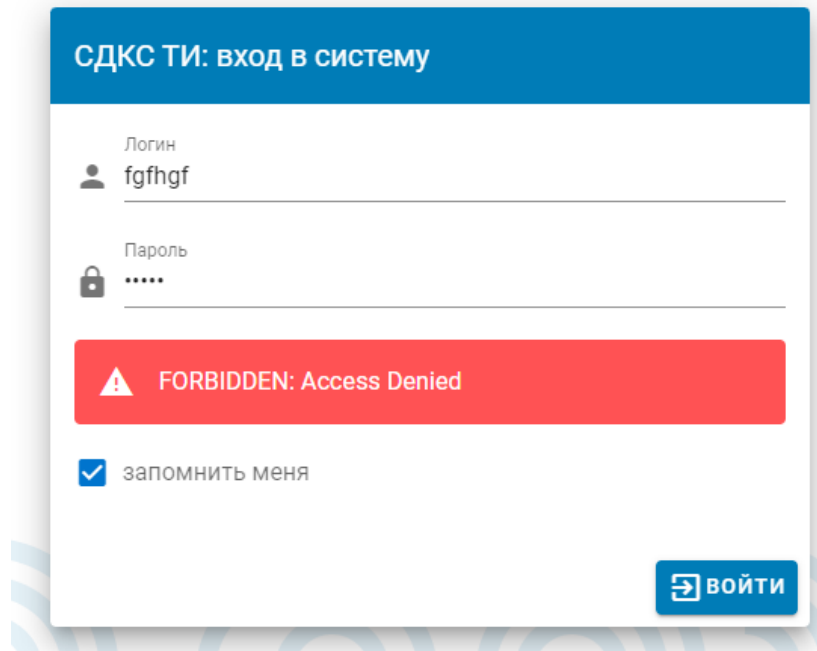 СДКС ТИ: вход в систему
Логин
fgfhgf
Пароль
•••••
FORBIDDEN: Access Denied
запомнить меня
ВОЙТИ